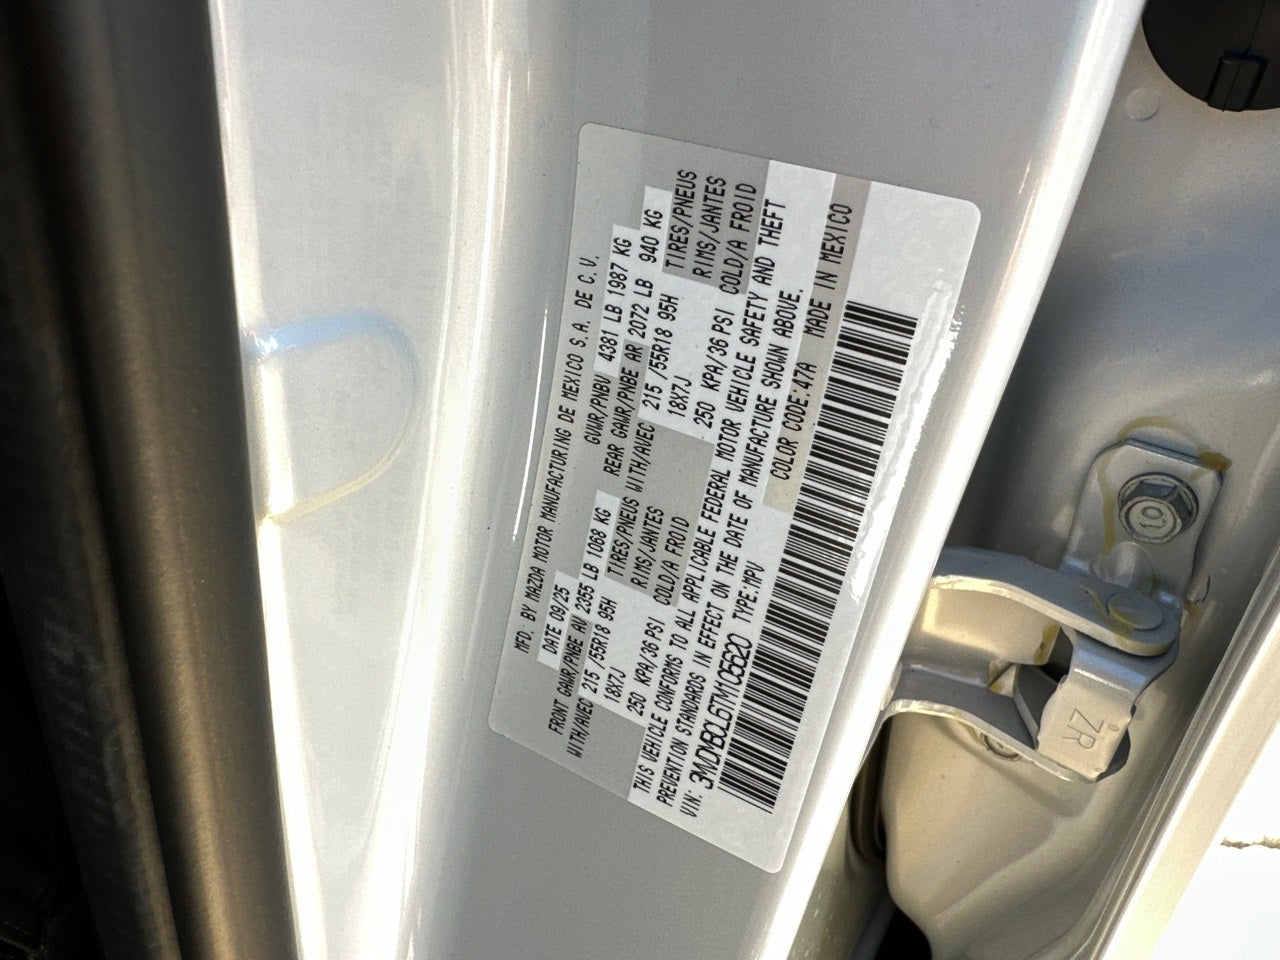 MFD. BY MAZDA MOTOR MANUFACTURING DE MEXICO S.A. DE C.V.
DATE 09/25 GVWR/PNBV 4381 LB 1987 KG
FRONT GAWR/PNBE AV 2355 LB 1068 KG REAR GAWR/PNBE AR 2072 LB 940 KG
WITH/AVEC 215 /55R18 95H TIRES/PNEUS WITH/AVEC 215 /55R18 95H TIRES/PNEUS
18X7J RIMS/JANTES 18X7J RIMS/JANTES
250 KPA/36 PSI COLD/A FROID 250 KPA/36 PSI COLD/A FROID
THIS VEHICLE CONFORMS TO ALL APPLICABLE FEDERAL MOTOR VEHICLE SAFETY AND THEFT
PREVENTION STANDARDS IN EFFECT ON THE DATE OF MANUFACTURE SHOWN ABOVE.
VIN: 3MVDMBCL6TM105620 TYPE:MPV COLOR CODE:47A MADE IN MEXICO
10
ZR